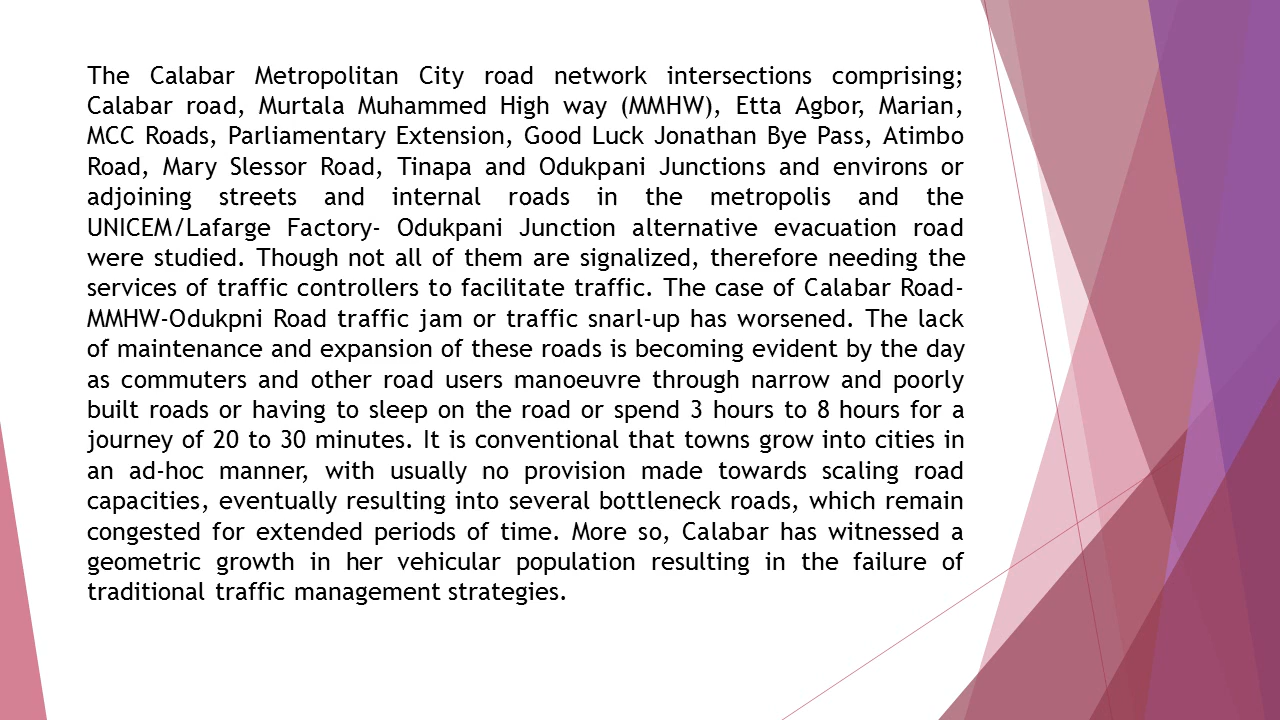 The Calabar Metropolitan City road network intersections comprising;
Calabar road, Murtala Muhammed High way (MMHW), Etta Agbor, Marian,
MCC Roads, Parliamentary Extension, Good Luck Jonathan Bye Pass, Atimbo
Road, Mary Slessor Road, Tinapa and Odukpani Junctions and environs or
adjoining streets and internal roads in the metropolis and the
UNICEM/Lafarge Factory- Odukpani Junction alternative evacuation road
were studied. Though not all of them are signalized, therefore needing the
services of traffic controllers to facilitate traffic. The case of Calabar Road-
MMHW-Odukpni Road traffic jam or traffic snarl-up has worsened. The lack
of maintenance and expansion of these roads is becoming evident by the day
as commuters and other road users manoeuvre through narrow and poorly
built roads or having to sleep on the road or spend 3 hours to 8 hours for a
journey of 20 to 30 minutes. It is conventional that towns grow into cities in
an ad-hoc manner, with usually no provision made towards scaling road
capacities, eventually resulting into several bottleneck roads, which remain
congested for extended periods of time. More so, Calabar has witnessed a
geometric growth in her vehicular population resulting in the failure of
traditional traffic management strategies.